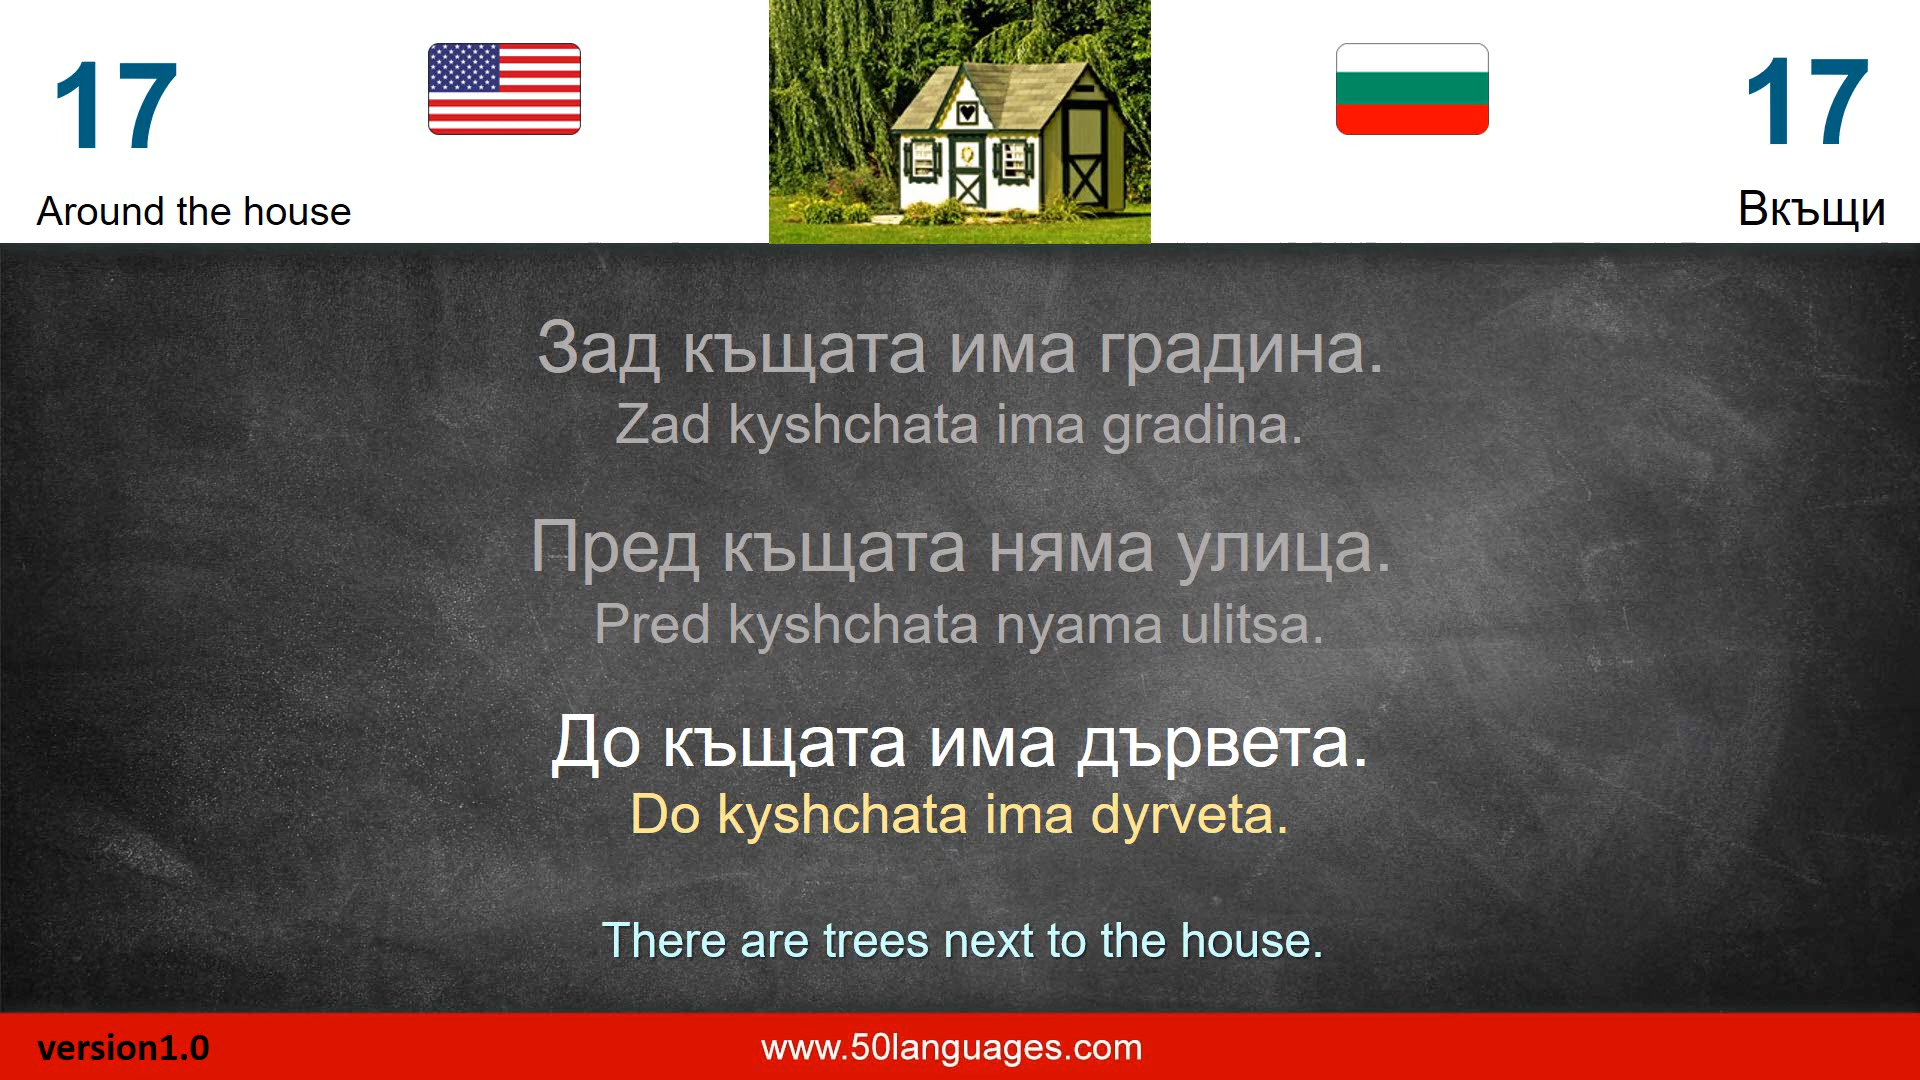 17
17
Around the house
Вкъщи
Зад къщата има градина.
Zad kyshchata ima gradina.
Пред къщата няма улица.
Pred kyshchata nyama ulitsa.
До къщата има дървета.
Do kyshchata ima dyrveta.
There are trees next to the house.
version1.0
www.50languages.com